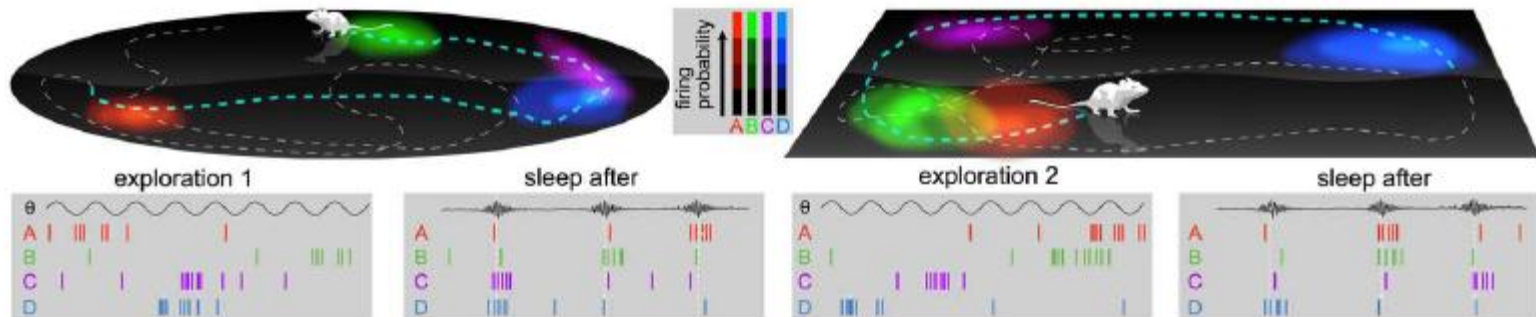 firing
probability
A B C D
exploration 1
sleep after
exploration 2
sleep after
θ
A
B
C
D
A
B
C
D
θ
A
B
C
D
A
B
C
D